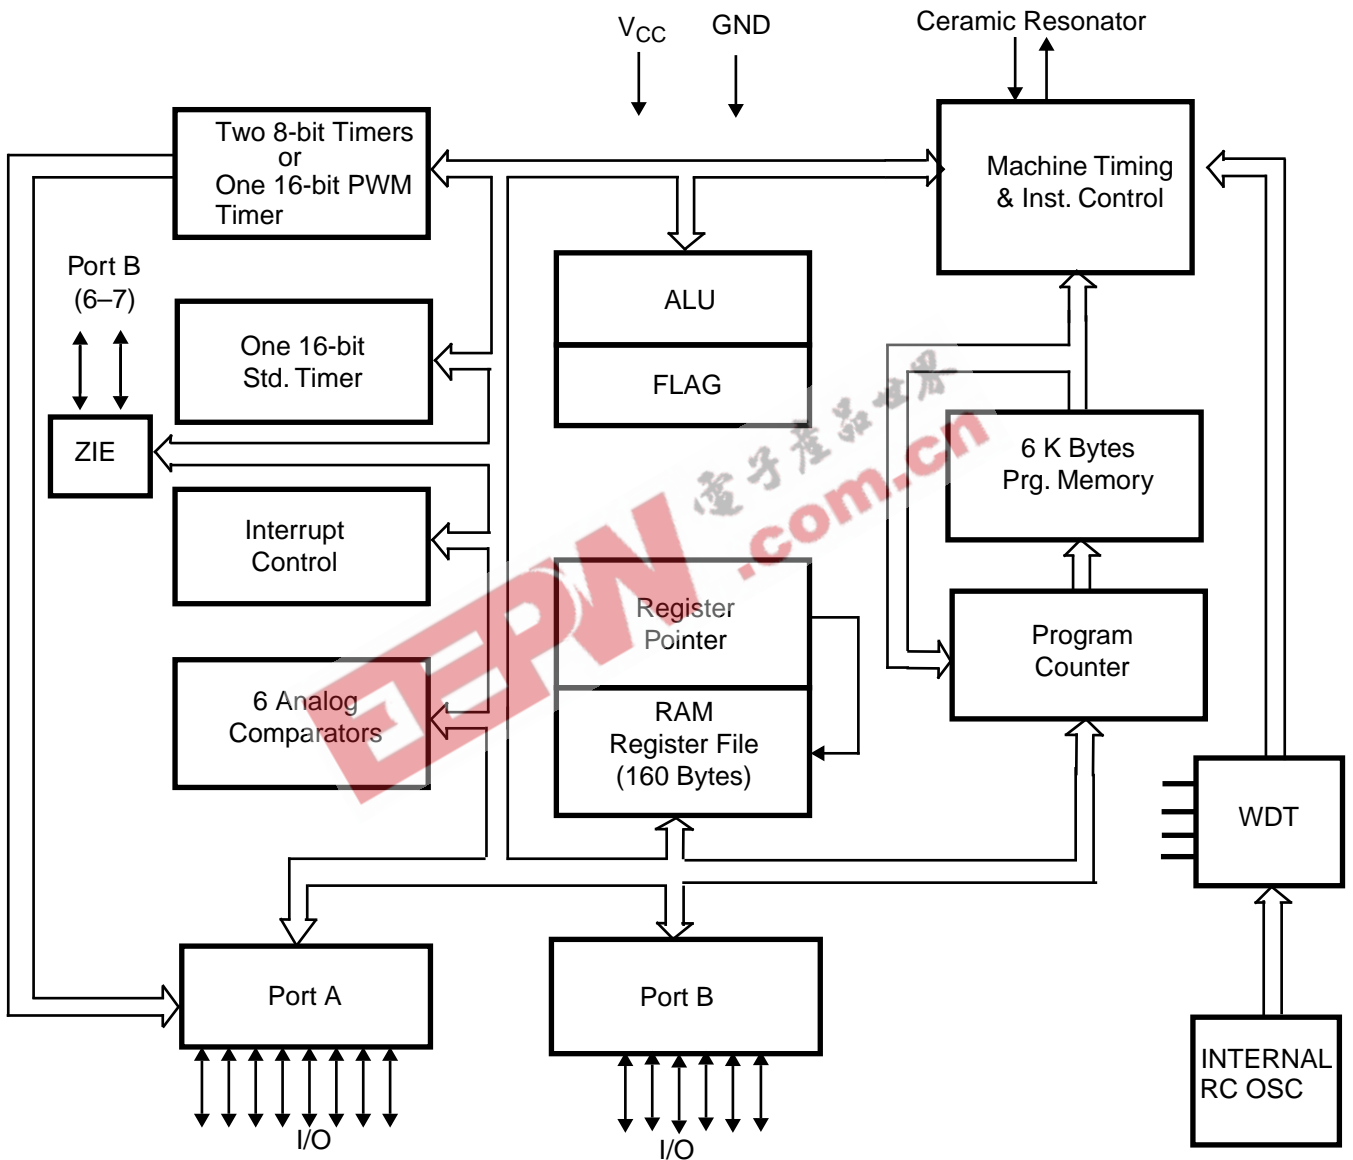 V_CC
GND
Ceramic Resonator
Two 8-bit Timers
or
One 16-bit PWM
Timer
Machine Timing
& Inst. Control
Port B
(6–7)
ALU
FLAG
One 16-bit
Std. Timer
ZIE
6 K Bytes
Prg. Memory
Interrupt
Control
Register
Pointer
Program
Counter
6 Analog
Comparators
RAM
Register File
(160 Bytes)
WDT
Port A
Port B
INTERNAL
RC OSC
I/O
I/O
EEPW
.com.cn
電子產品世界